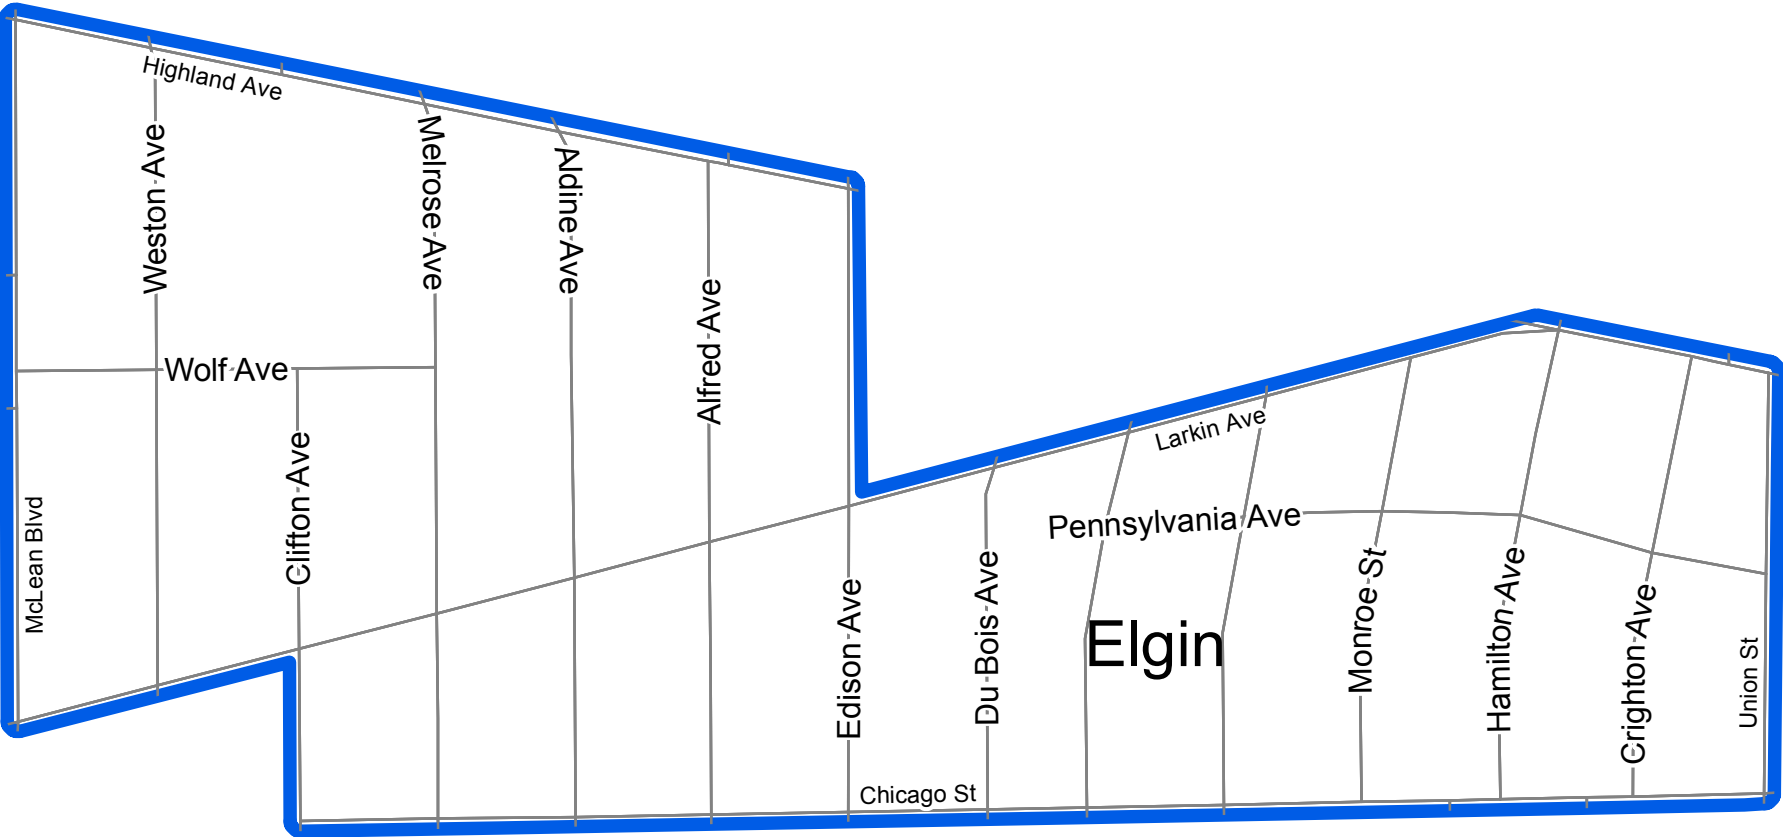 Highland Ave
Weston Ave
Melrose Ave
Aldine Ave
Alfred Ave
Wolf Ave
Clifton Ave
McLean Blvd
Larkin Ave
Pennsylvania Ave
Edison Ave
Du Bois Ave
Elgin
Monroe St
Hamilton Ave
Crighton Ave
Union St
Chicago St